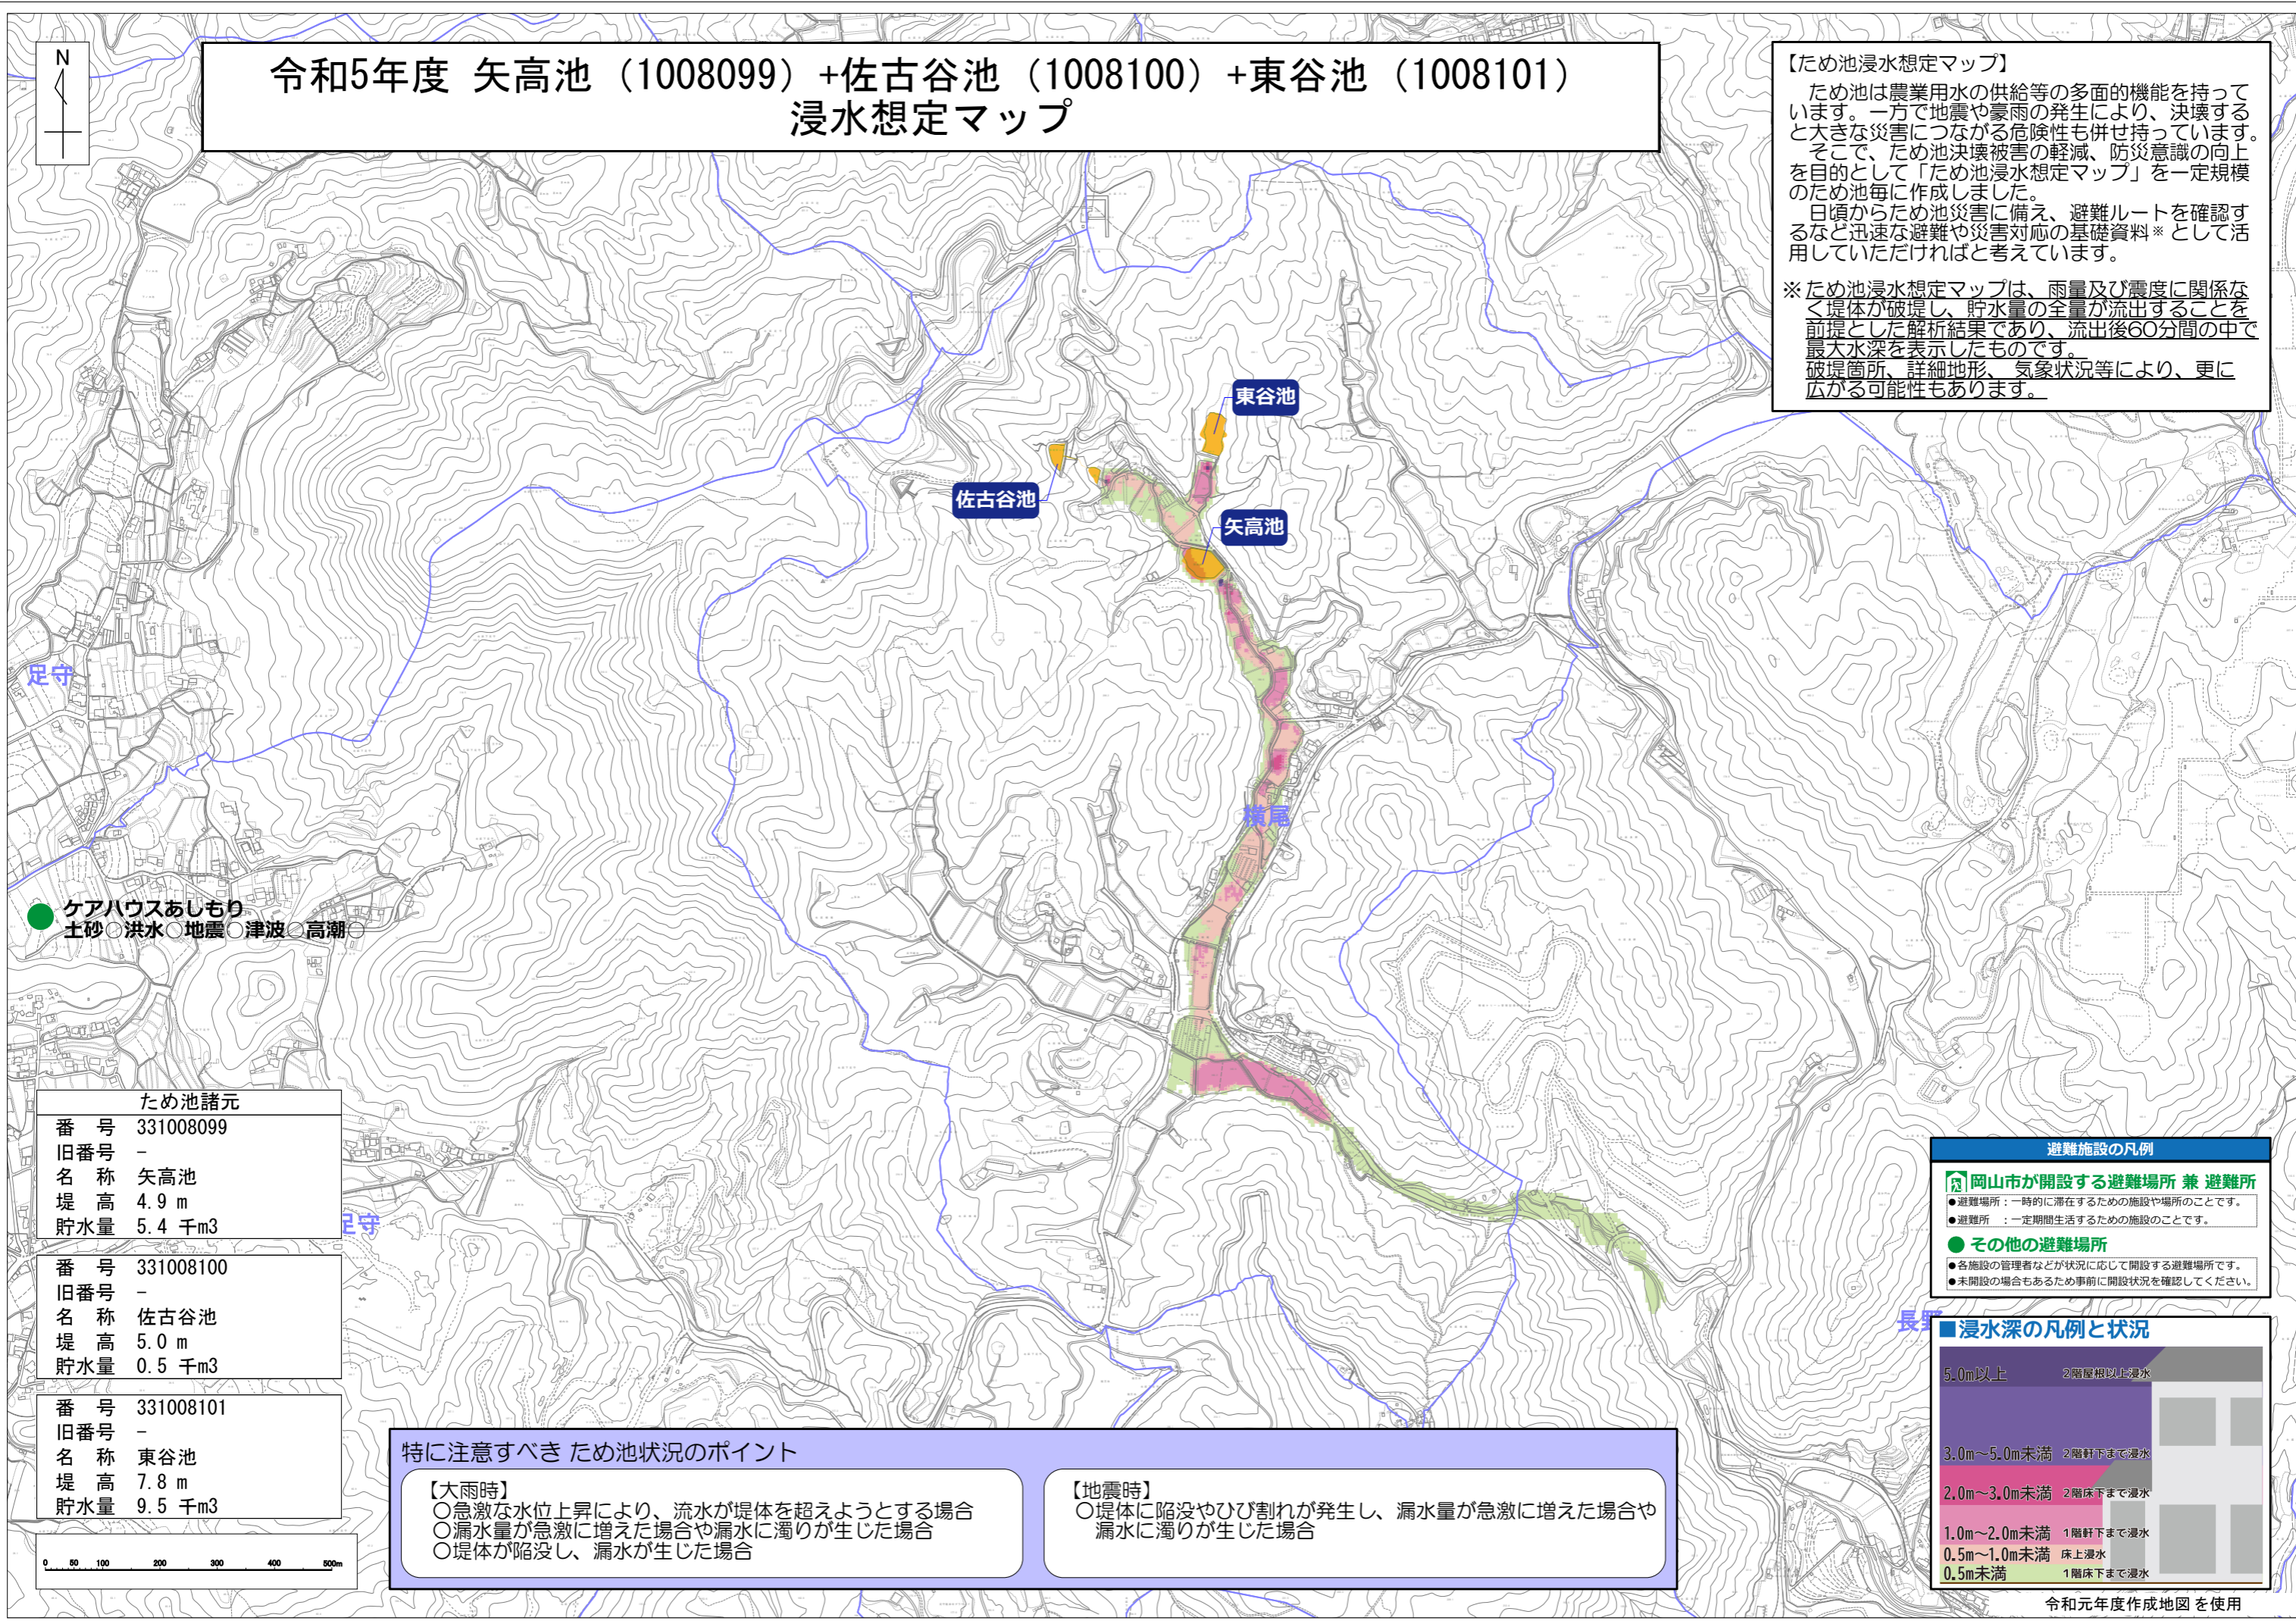 N
令和5年度 矢高池（1008099）+佐古谷池（1008100）+東谷池（1008101）
浸水想定マップ
【ため池浸水想定マップ】
ため池は農業用水の供給等の多面的機能を持って
います。一方で地震や豪雨の発生により、決壊する
と大きな災害につながる危険性も併せ持っています。
そこで、ため池決壊被害の軽減、防災意識の向上
を目的として「ため池浸水想定マップ」を一定規模
のため池毎に作成しました。
日頃からため池災害に備え、避難ルートを確認す
るなど迅速な避難や災害対応の基礎資料※として活
用していただければと考えています。
※ため池浸水想定マップは、雨量及び震度に関係な
く堤体が破堤し、貯水量の全量が流出することを
前提とした解析結果であり、流出後60分間の中で
最大水深を表示したものです。
破堤箇所、詳細地形、 気象状況等により、更に
広がる可能性もあります。
東谷池
佐古谷池
矢高池
足守
横尾
ケアハウスあしもり
土砂○洪水○地震○津波○高潮○
足守
長野
ため池諸元
番 号 331008099
旧番号 -
名 称 矢高池
堤 高 4.9 m
貯水量 5.4 千m3
番 号 331008100
旧番号 -
名 称 佐古谷池
堤 高 5.0 m
貯水量 0.5 千m3
番 号 331008101
旧番号 -
名 称 東谷池
堤 高 7.8 m
貯水量 9.5 千m3
0 50 100 200 300 400 500m
特に注意すべき ため池状況のポイント
【大雨時】
○急激な水位上昇により、流水が堤体を超えようとする場合
○漏水量が急激に増えた場合や漏水に濁りが生じた場合
○堤体が陥没し、漏水が生じた場合
【地震時】
○堤体に陥没やひび割れが発生し、漏水量が急激に増えた場合や
漏水に濁りが生じた場合
避難施設の凡例
岡山市が開設する避難場所 兼 避難所
●避難場所：一時的に滞在するための施設や場所のことです。
●避難所 ：一定期間生活するための施設のことです。
●その他の避難場所
●各施設の管理者などが状況に応じて開設する避難場所です。
●未開設の場合もあるため事前に開設状況を確認してください。
■浸水深の凡例と状況
5.0m以上 2階屋根以上浸水
3.0m～5.0m未満 2階軒下まで浸水
2.0m～3.0m未満 2階床下まで浸水
1.0m～2.0m未満 1階軒下まで浸水
0.5m～1.0m未満 床上浸水
0.5m未満 1階床下まで浸水
令和元年度作成地図を使用